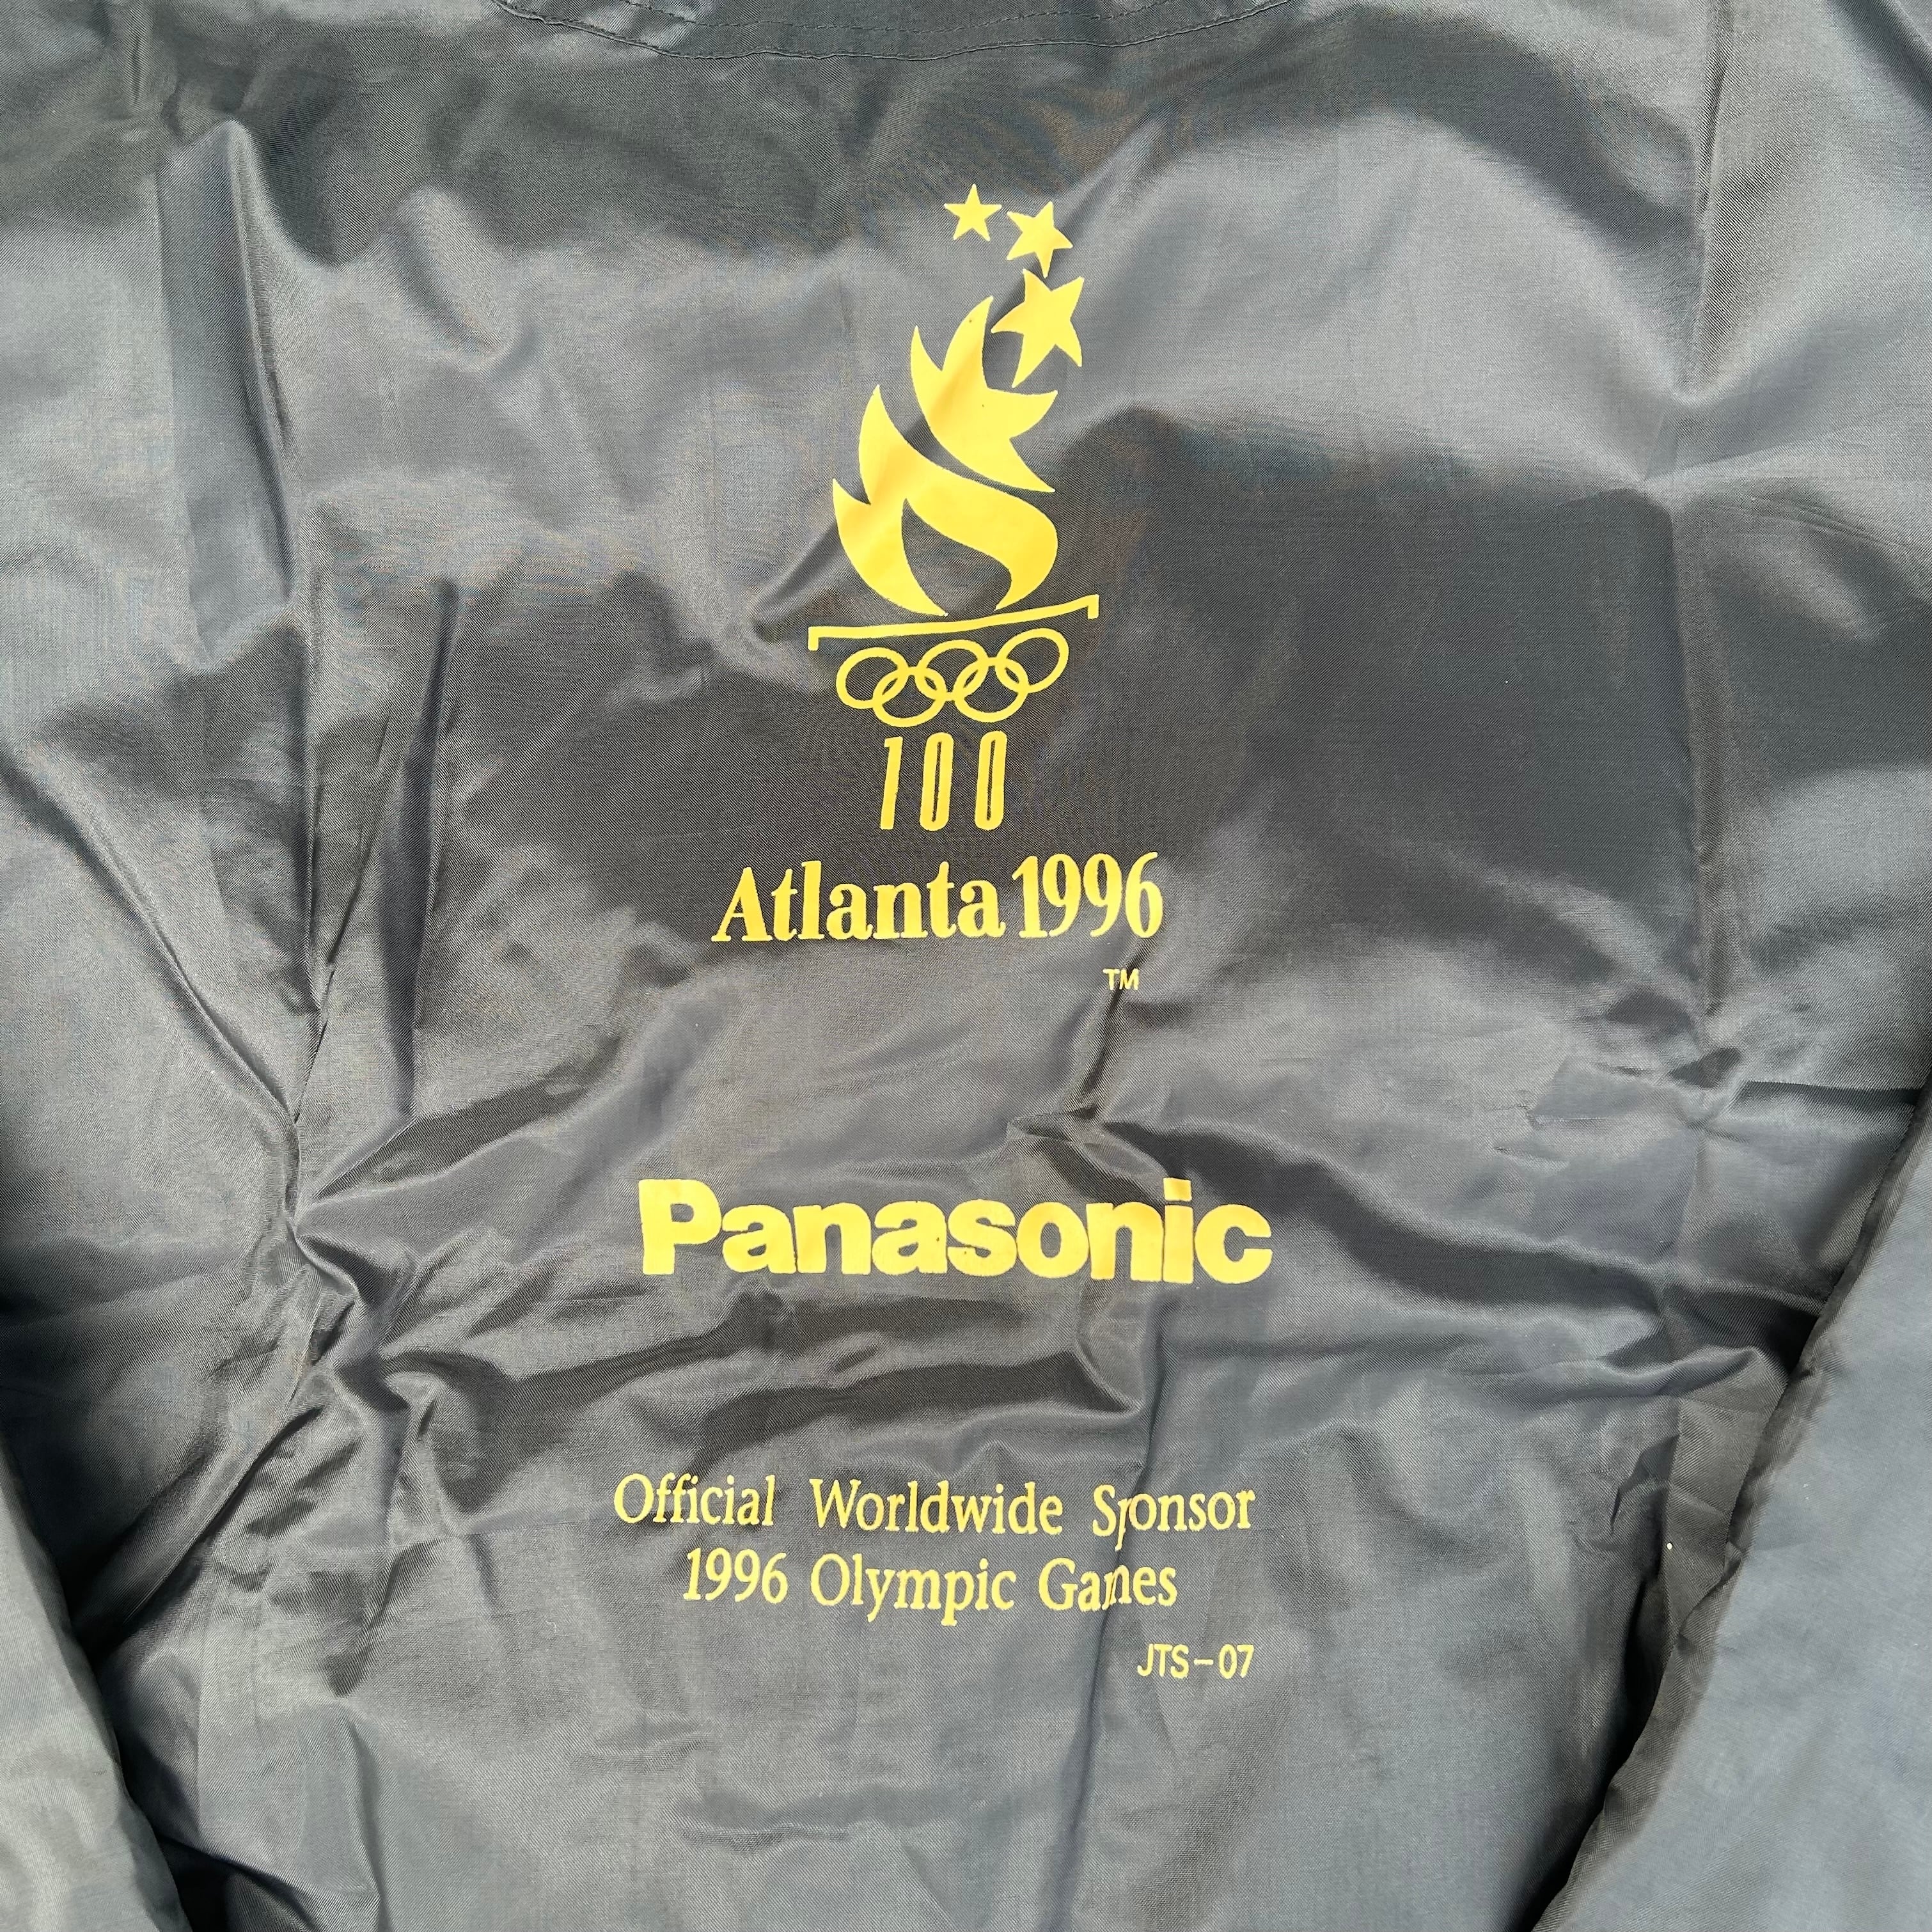 100
Atlanta 1996
TM
Panasonic
Official Worldwide Sponsor
1996 Olympic Games
JTS-07